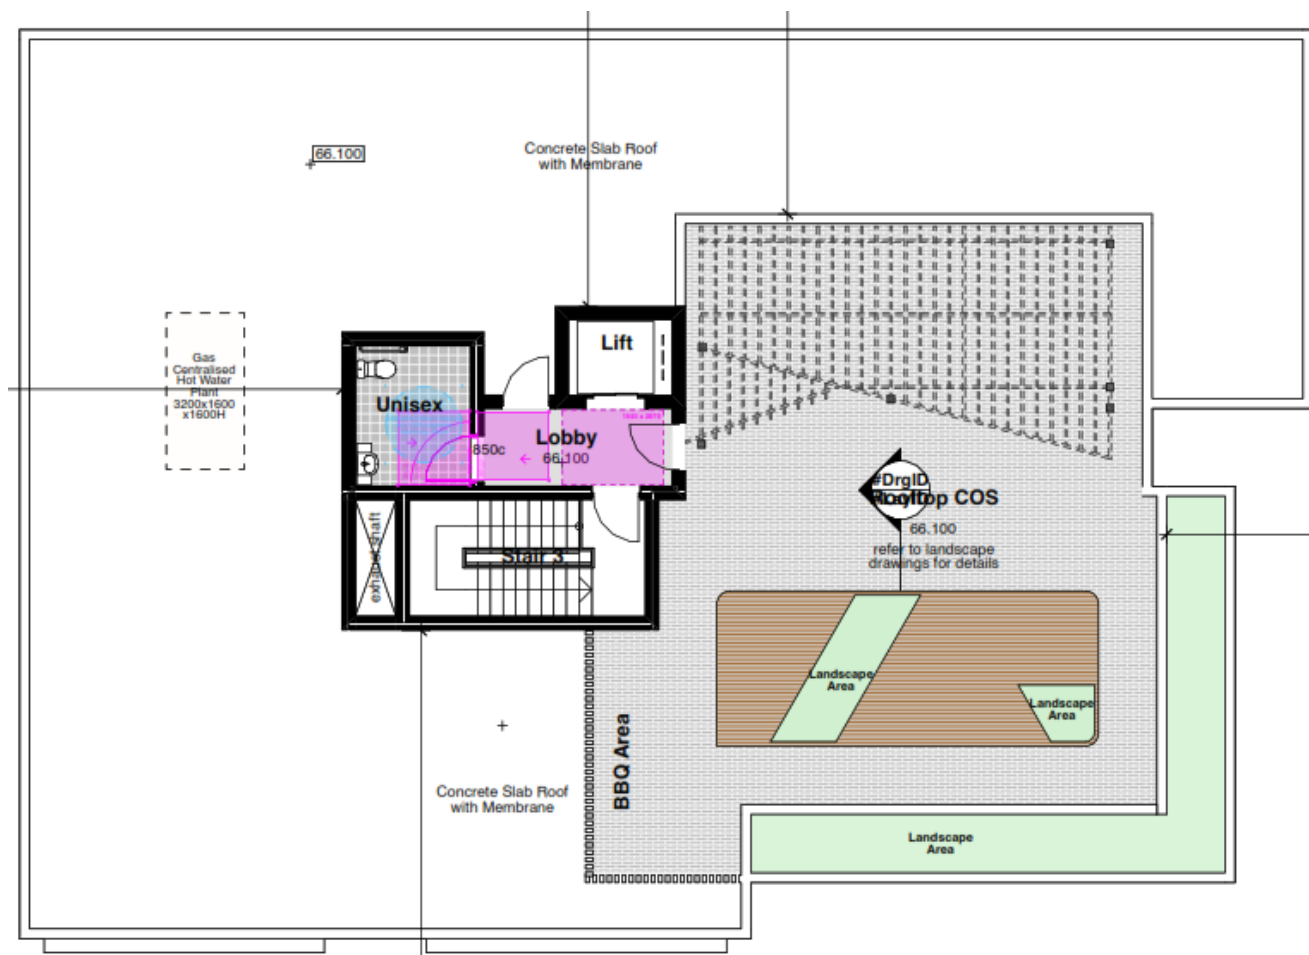 66.100
Concrete Slab Roof
with Membrane
Gas
Centralised
Hot Water
Plant
3200x1600
x1600H
Lift
Unisex
Lobby
850c
66.100
#DrgID
Rooftop COS
66.100
refer to landscape
drawings for details
exhaust shaft
Stair 3
Landscape
Area
Landscape
Area
BBQ Area
Concrete Slab Roof
with Membrane
Landscape
Area